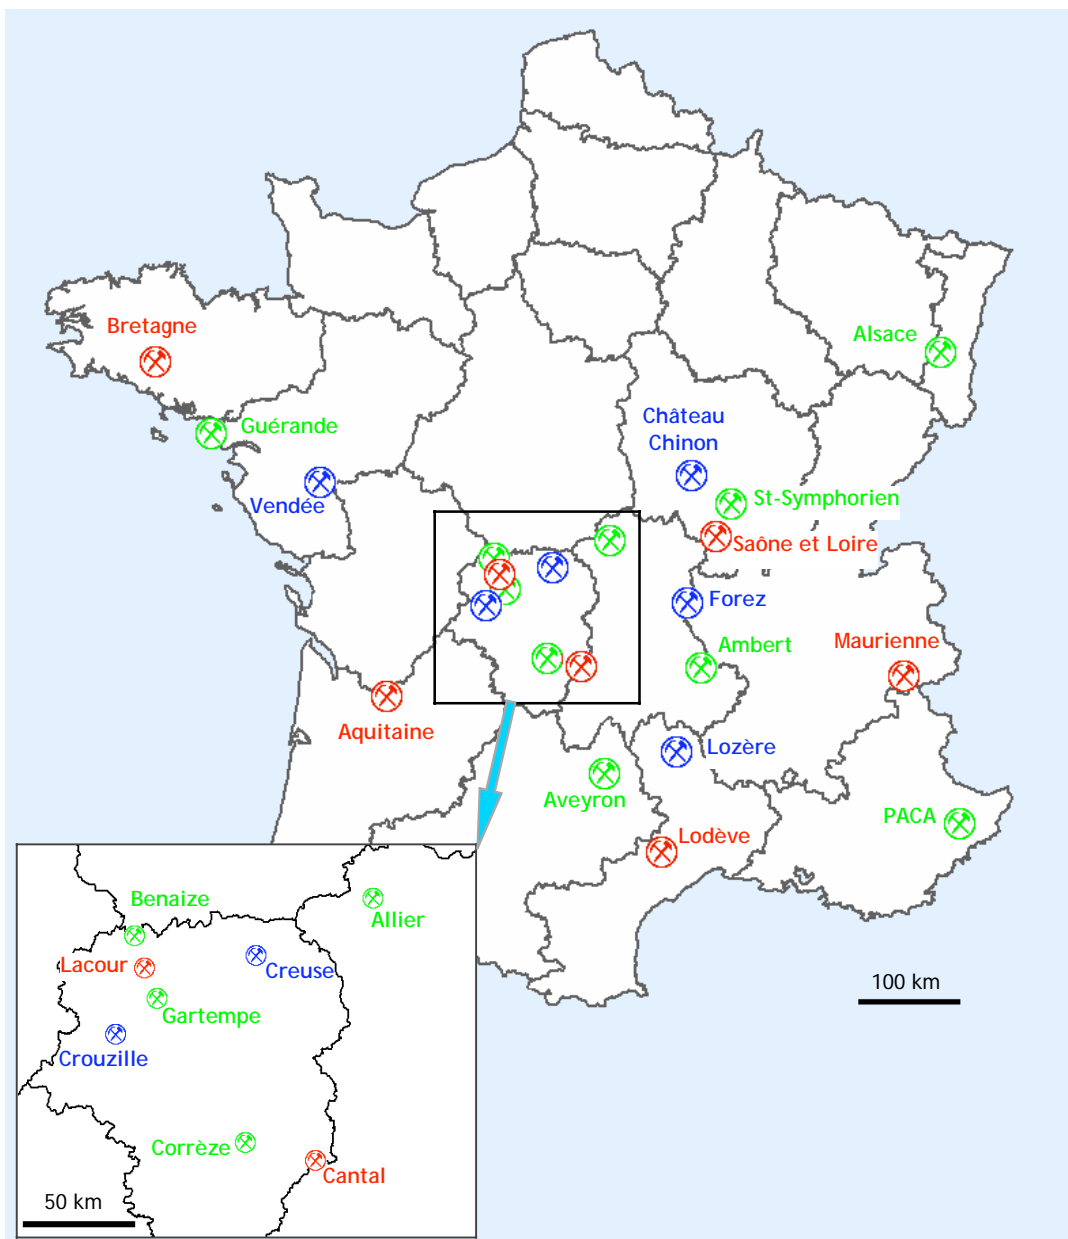 Bretagne
Alsace
Guérande
Château
Chinon
Vendée
St-Symphorien
Saône et Loire
Forez
Ambert
Maurienne
Aquitaine
Lozère
Aveyron
PACA
Lodève
100 km
Benaize
Allier
Lacour
Creuse
Gartempe
Crouzille
Corrèze
Cantal
50 km